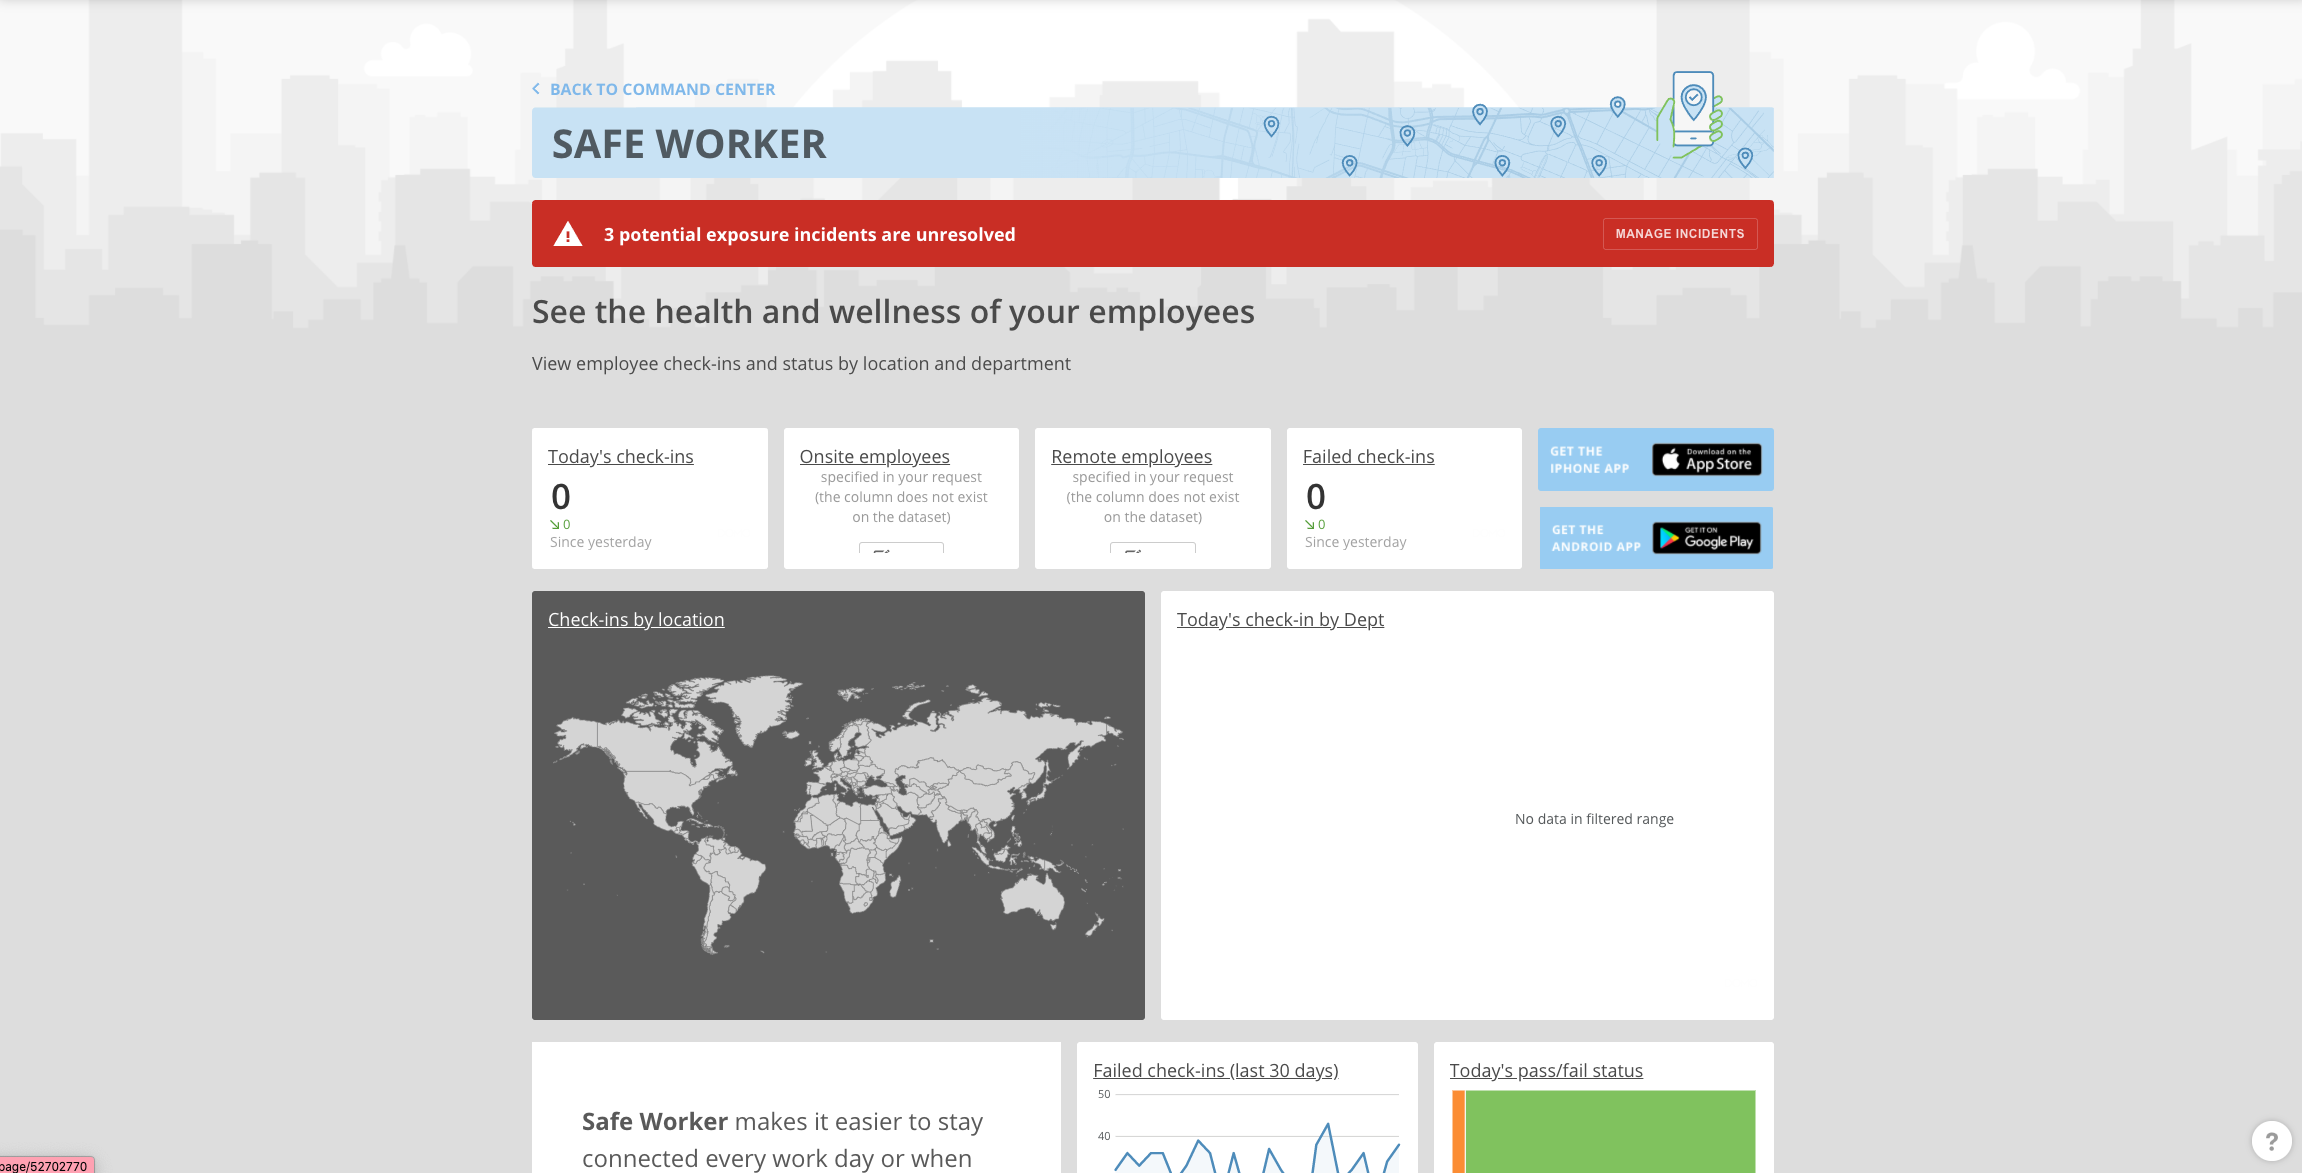 BACK TO COMMAND CENTER
SAFE WORKER
3 potential exposure incidents are unresolved
MANAGE INCIDENTS
See the health and wellness of your employees
View employee check-ins and status by location and department
Today's check-ins
0
0
Since yesterday
Onsite employees
specified in your request
(the column does not exist
on the dataset)
Remote employees
specified in your request
(the column does not exist
on the dataset)
Failed check-ins
0
0
Since yesterday
GET THE
IPHONE APP
Download on the
App Store
GET THE
ANDROID APP
GET IT ON
Google Play
Check-ins by location
Today's check-in by Dept
No data in filtered range
Safe Worker makes it easier to stay
connected every work day or when
Failed check-ins (last 30 days)
50
40
Today's pass/fail status
?
page/52702770